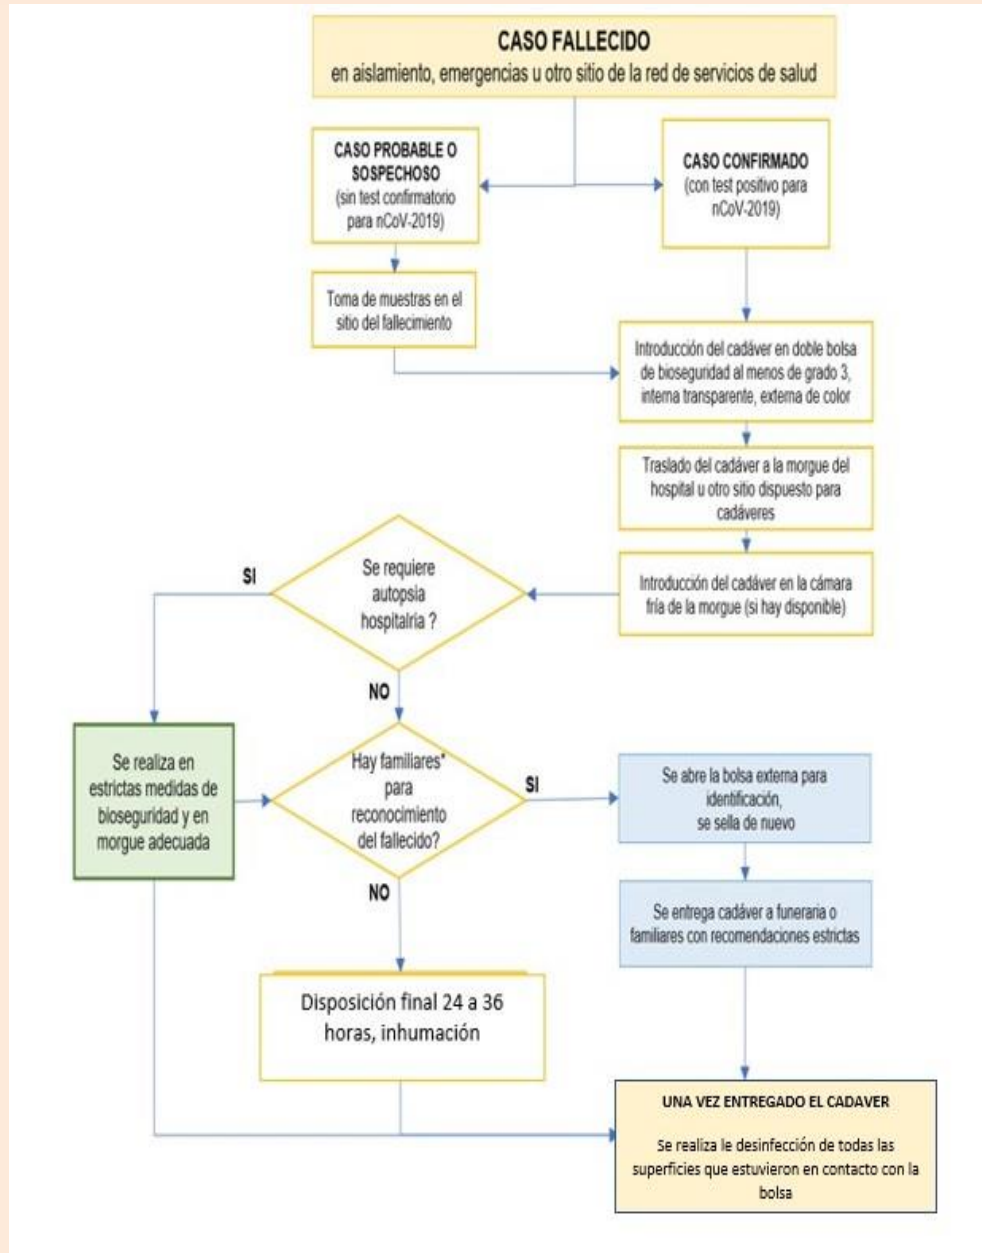 CASO FALLECIDO
en aislamiento, emergencias u otro sitio de la red de servicios de salud
CASO PROBABLE O
SOSPECHOSO
(sin test confirmatorio
para nCoV-2019)
CASO CONFIRMADO
(con test positivo para
nCoV-2019)
Toma de muestras en el
sitio del fallecimiento
Introducción del cadáver en doble bolsa
de bioseguridad al menos de grado 3,
interna transparente, externa de color
Traslado del cadáver a la morgue del
hospital u otro sitio dispuesto para
cadáveres
Introducción del cadáver en la cámara
fría de la morgue (si hay disponible)
Se requiere
autopsia
hospitalria ?
SI
NO
Se realiza en
estrictas medidas de
bioseguridad y en
morgue adecuada
Hay familiares*
para
reconocimiento
del fallecido?
SI
NO
Se abre la bolsa externa para
identificación,
se sella de nuevo
Se entrega cadáver a funeraria o
familiares con recomendaciones estrictas
Disposición final 24 a 36
horas, inhumación
UNA VEZ ENTREGADO EL CADAVER
Se realiza le desinfección de todas las
superficies que estuvieron en contacto con la
bolsa